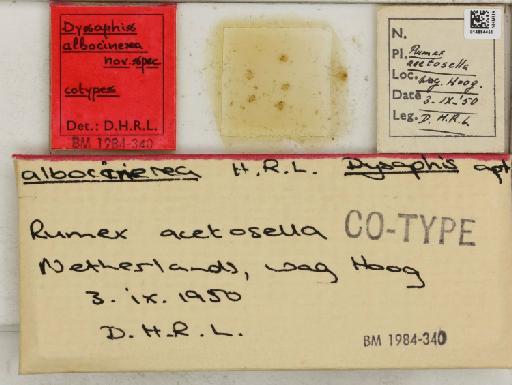 Dysaphis
albocinerea
nov. spec
cotypes
Det.: D.H.R.L.
BM 1984-340
N.
Pl. Rumex
acetosella
Loc. Wag. Hoog.
Date 3.IX.'50
Leg. D.H.R.L.
albocinerea H.R.L. Dysaphis apt
Rumex acetosella CO-TYPE
Netherlands, Wag Hoog
3. ix. 1950
D.H.R.L.
BM 1984-340